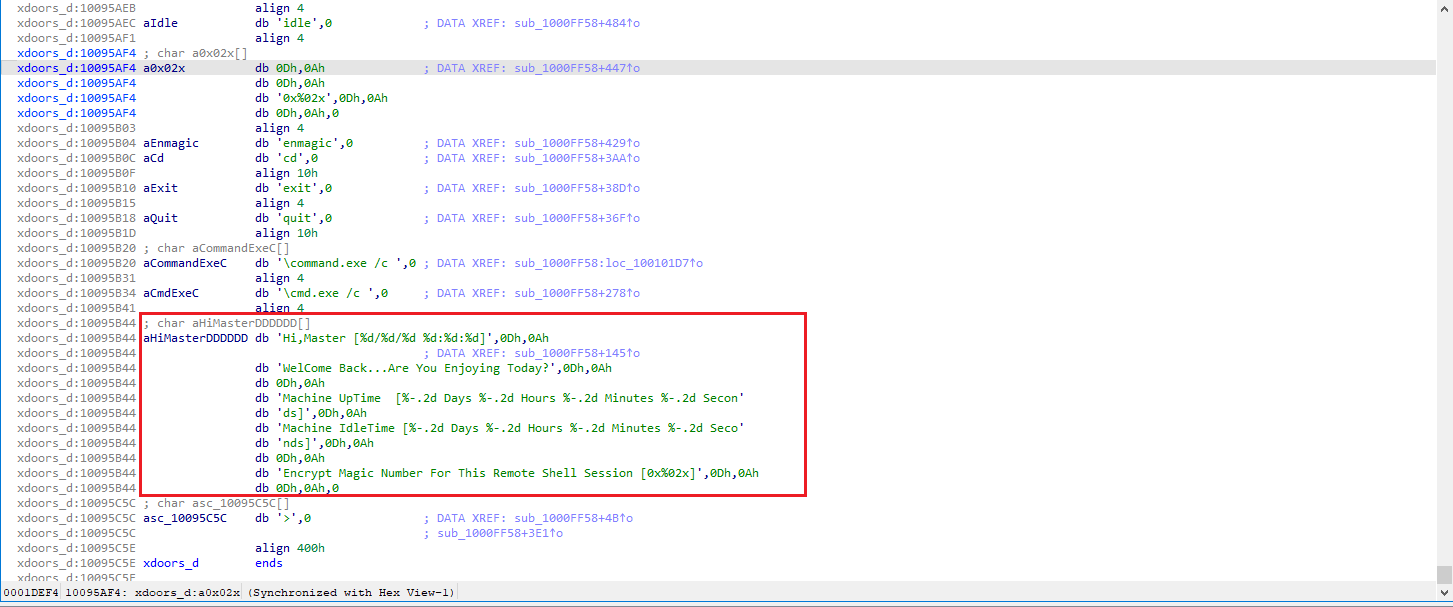 xdoors_d:10095AEB align 4
xdoors_d:10095AEC aIdle db 'idle',0 ; DATA XREF: sub_1000FF58+484↑o
xdoors_d:10095AF1 align 4
xdoors_d:10095AF4 ; char a0x02x[]
xdoors_d:10095AF4 a0x02x db 0Dh,0Ah ; DATA XREF: sub_1000FF58+447↑o
xdoors_d:10095AF4 db 0Dh,0Ah
xdoors_d:10095AF4 db '0x%02x',0Dh,0Ah
xdoors_d:10095AF4 db 0Dh,0Ah,0
xdoors_d:10095B03 align 4
xdoors_d:10095B04 aEnmagic db 'enmagic',0 ; DATA XREF: sub_1000FF58+429↑o
xdoors_d:10095B0C aCd db 'cd',0 ; DATA XREF: sub_1000FF58+3AA↑o
xdoors_d:10095B0F align 10h
xdoors_d:10095B10 aExit db 'exit',0 ; DATA XREF: sub_1000FF58+38D↑o
xdoors_d:10095B15 align 4
xdoors_d:10095B18 aQuit db 'quit',0 ; DATA XREF: sub_1000FF58+36F↑o
xdoors_d:10095B1D align 10h
xdoors_d:10095B20 ; char aCommandExeC[]
xdoors_d:10095B20 aCommandExeC db '\command.exe /c ',0 ; DATA XREF: sub_1000FF58:loc_100101D7↑o
xdoors_d:10095B31 align 4
xdoors_d:10095B34 aCmdExeC db '\cmd.exe /c ',0 ; DATA XREF: sub_1000FF58+278↑o
xdoors_d:10095B41 align 4
xdoors_d:10095B44 ; char aHiMasterDDDDDD[]
xdoors_d:10095B44 aHiMasterDDDDDD db 'Hi,Master [%d/%d/%d %d:%d:%d]',0Dh,0Ah
xdoors_d:10095B44 ; DATA XREF: sub_1000FF58+145↑o
xdoors_d:10095B44 db 'WelCome Back...Are You Enjoying Today?',0Dh,0Ah
xdoors_d:10095B44 db 0Dh,0Ah
xdoors_d:10095B44 db 'Machine UpTime  [%-.2d Days %-.2d Hours %-.2d Minutes %-.2d Secon'
xdoors_d:10095B44 db 'ds]',0Dh,0Ah
xdoors_d:10095B44 db 'Machine IdleTime [%-.2d Days %-.2d Hours %-.2d Minutes %-.2d Seco'
xdoors_d:10095B44 db 'nds]',0Dh,0Ah
xdoors_d:10095B44 db 0Dh,0Ah
xdoors_d:10095B44 db 'Encrypt Magic Number For This Remote Shell Session [0x%02x]',0Dh,0Ah
xdoors_d:10095B44 db 0Dh,0Ah,0
xdoors_d:10095C5C ; char asc_10095C5C[]
xdoors_d:10095C5C asc_10095C5C db '>',0 ; DATA XREF: sub_1000FF58+4B↑o
xdoors_d:10095C5C ; sub_1000FF58+3E1↑o
xdoors_d:10095C5E align 400h
xdoors_d:10095C5E xdoors_d ends
xdoors_d:10095C5E
0001DEF4 10095AF4: xdoors_d:a0x02x (Synchronized with Hex View-1)